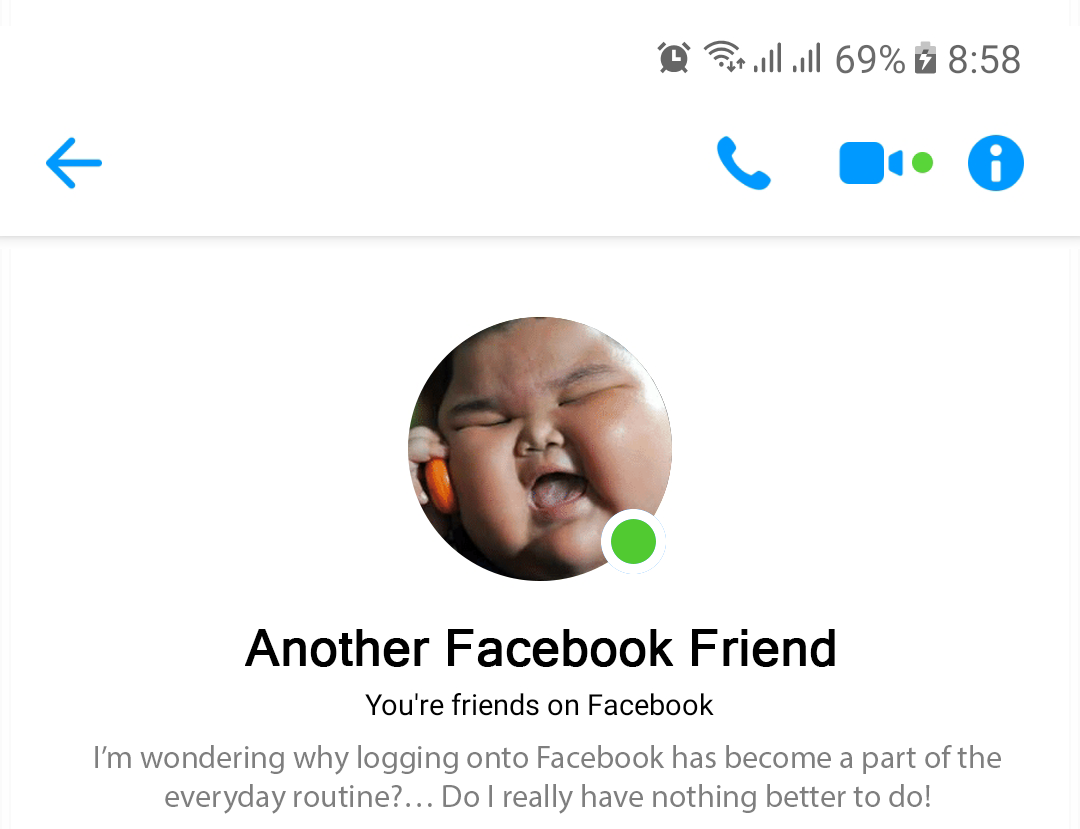 69% 8:58
Another Facebook Friend
You're friends on Facebook
I’m wondering why logging onto Facebook has become a part of the
everyday routine?… Do I really have nothing better to do!